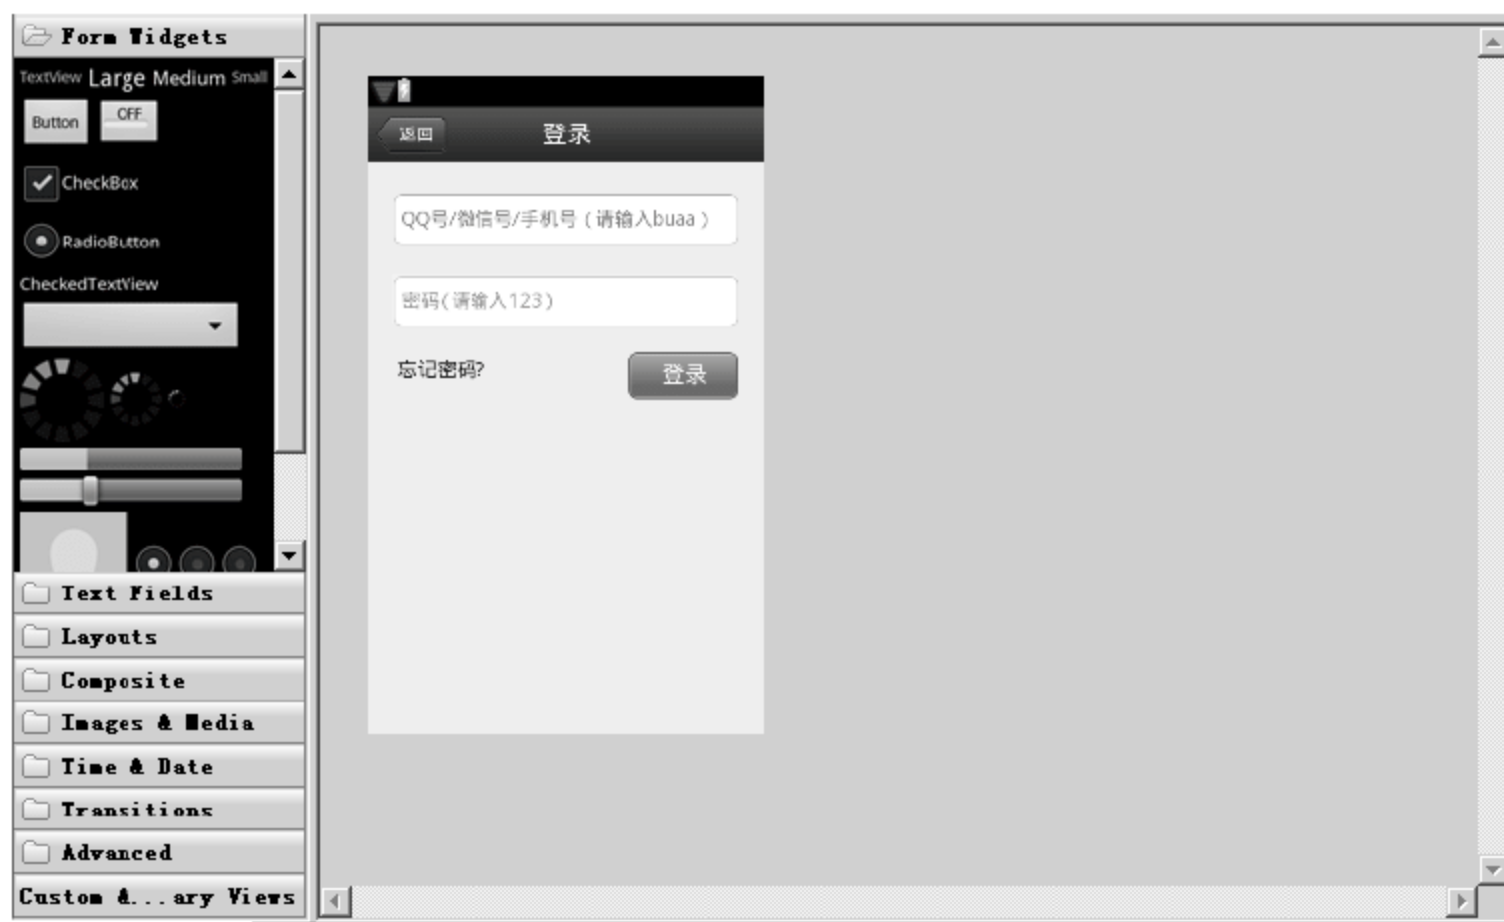 Form Widgets
TextView Large Medium Small
Button OFF
CheckBox
RadioButton
CheckedTextView
Text Fields
Layouts
Composite
Images & Media
Time & Date
Transitions
Advanced
Custom &...ary Views
返回 登录
QQ号/微信号/手机号（请输入buaa）
密码(请输入123）
忘记密码? 登录